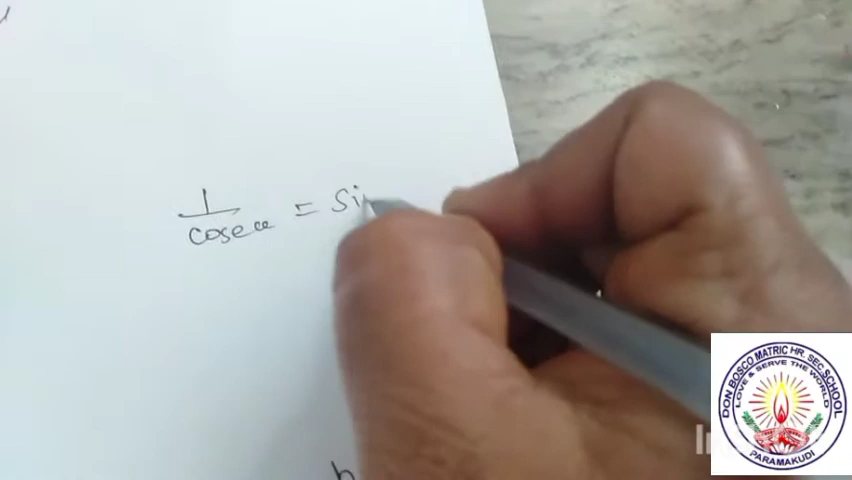 1
cosec = Si
h
DON BOSCO MATRIC HR. SEC. SCHOOL
LOVE & SERVE THE WORLD
PARAMAKUDI